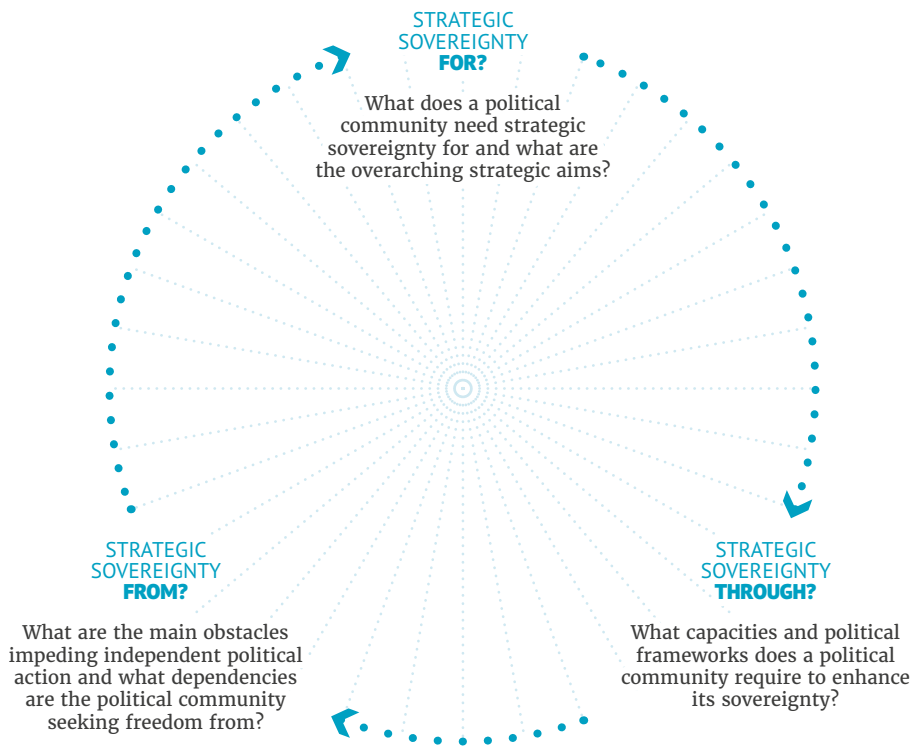 STRATEGIC
SOVEREIGNTY
FOR?
What does a political
community need strategic
sovereignty for and what are
the overarching strategic aims?
STRATEGIC
SOVEREIGNTY
FROM?
What are the main obstacles
impeding independent political
action and what dependencies
are the political community
seeking freedom from?
STRATEGIC
SOVEREIGNTY
THROUGH?
What capacities and political
frameworks does a political
community require to enhance
its sovereignty?